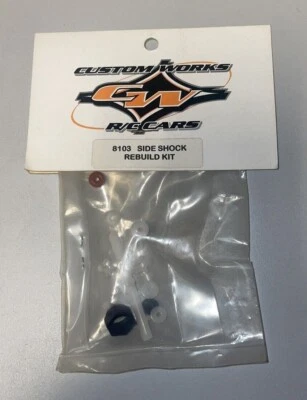 CUSTOM WORKS
CW
R/C CARS
8103 SIDE SHOCK
REBUILD KIT